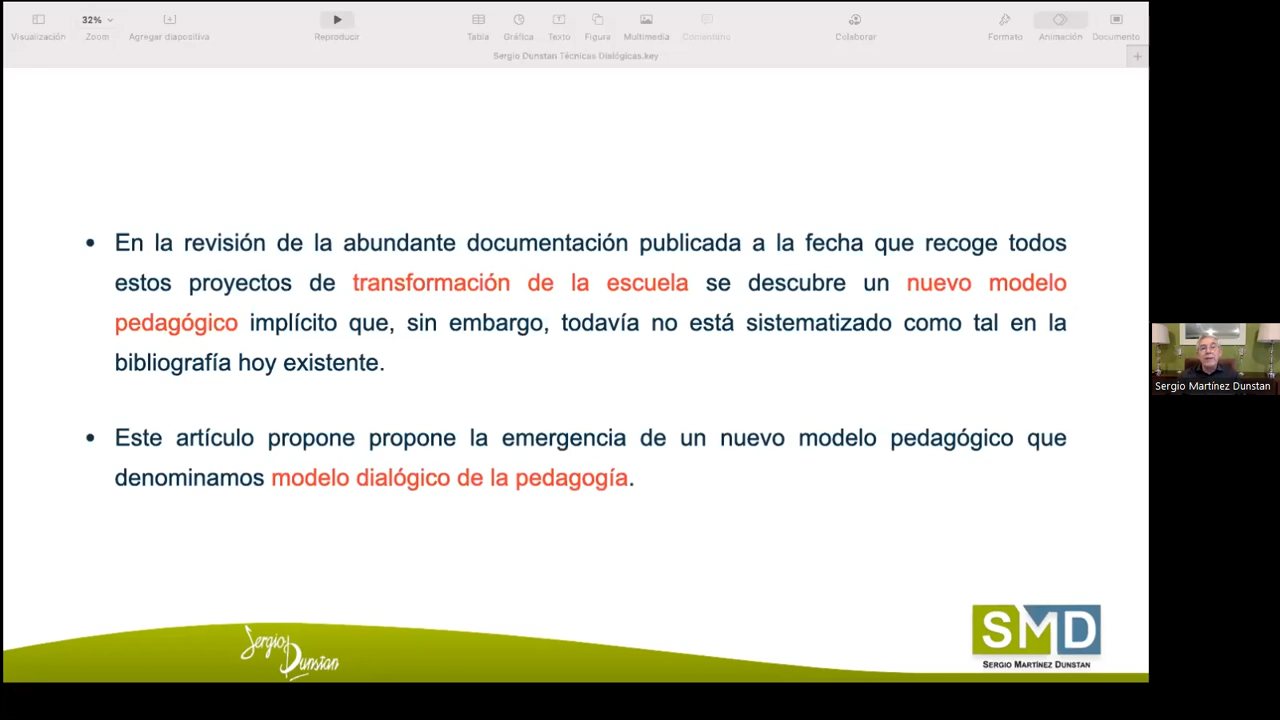 32%
Visualización Zoom Agregar diapositiva Reproducir Tabla Gráfica Texto Figura Multimedia Comentario Colaborar Formato Animación Documento
Sergio Dunstan Técnicas Dialógicas.key
• En la revisión de la abundante documentación publicada a la fecha que recoge todos
estos proyectos de transformación de la escuela se descubre un nuevo modelo
pedagógico implícito que, sin embargo, todavía no está sistematizado como tal en la
bibliografía hoy existente.
• Este artículo propone propone la emergencia de un nuevo modelo pedagógico que
denominamos modelo dialógico de la pedagogía.
Sergio Martínez Dunstan
Sergio
Dunstan
SMD
SERGIO MARTÍNEZ DUNSTAN